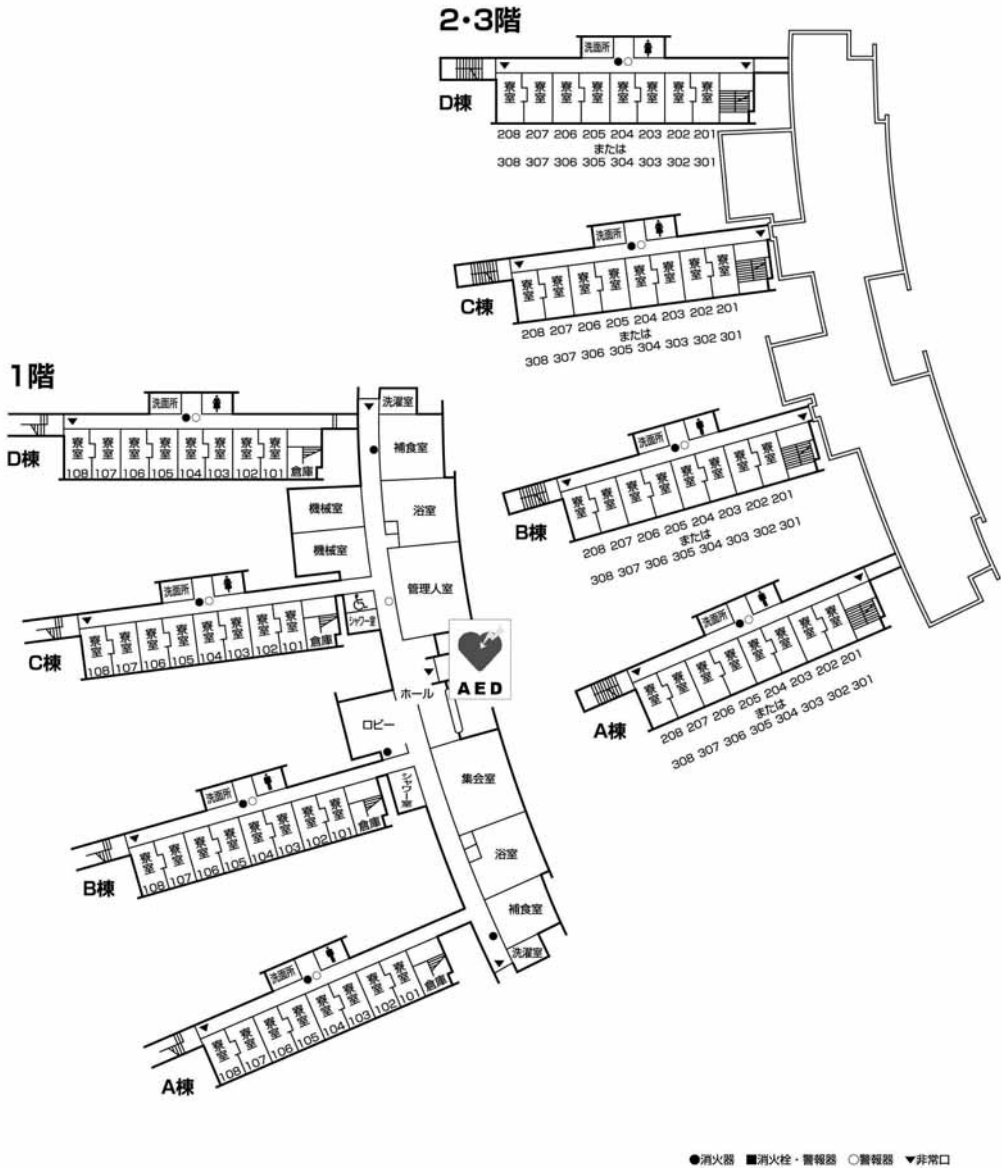 2・3階
洗面所
D棟
寮室 寮室 寮室 寮室 寮室 寮室 寮室 寮室
208 207 206 205 204 203 202 201
または
308 307 306 305 304 303 302 301
洗面所
C棟
寮室 寮室 寮室 寮室 寮室 寮室 寮室 寮室
208 207 206 205 204 203 202 201
または
308 307 306 305 304 303 302 301
洗面所
B棟
寮室 寮室 寮室 寮室 寮室 寮室 寮室 寮室
208 207 206 205 204 203 202 201
または
308 307 306 305 304 303 302 301
洗面所
A棟
寮室 寮室 寮室 寮室 寮室 寮室 寮室 寮室
208 207 206 205 204 203 202 201
または
308 307 306 305 304 303 302 301
1階
洗面所
D棟
寮室 寮室 寮室 寮室 寮室 寮室 寮室 寮室
108 107 106 105 104 103 102 101 倉庫
洗濯室
補食室
浴室
機械室
機械室
管理人室
シャワー室
洗面所
C棟
寮室 寮室 寮室 寮室 寮室 寮室 寮室 寮室
108 107 106 105 104 103 102 101 倉庫
AED
ホール
ロビー
集会室
シャワー室
浴室
補食室
洗濯室
洗面所
B棟
寮室 寮室 寮室 寮室 寮室 寮室 寮室 寮室
108 107 106 105 104 103 102 101 倉庫
洗面所
A棟
寮室 寮室 寮室 寮室 寮室 寮室 寮室 寮室
108 107 106 105 104 103 102 101 倉庫
●消火器 ■消火栓・警報器 ○警報器 ▼非常口